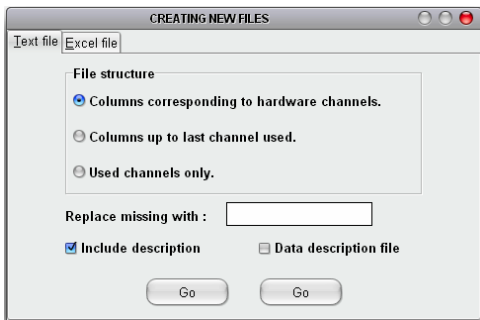 CREATING NEW FILES
Text file Excel file
File structure
Columns corresponding to hardware channels.
Columns up to last channel used.
Used channels only.
Replace missing with :
Include description Data description file
Go Go